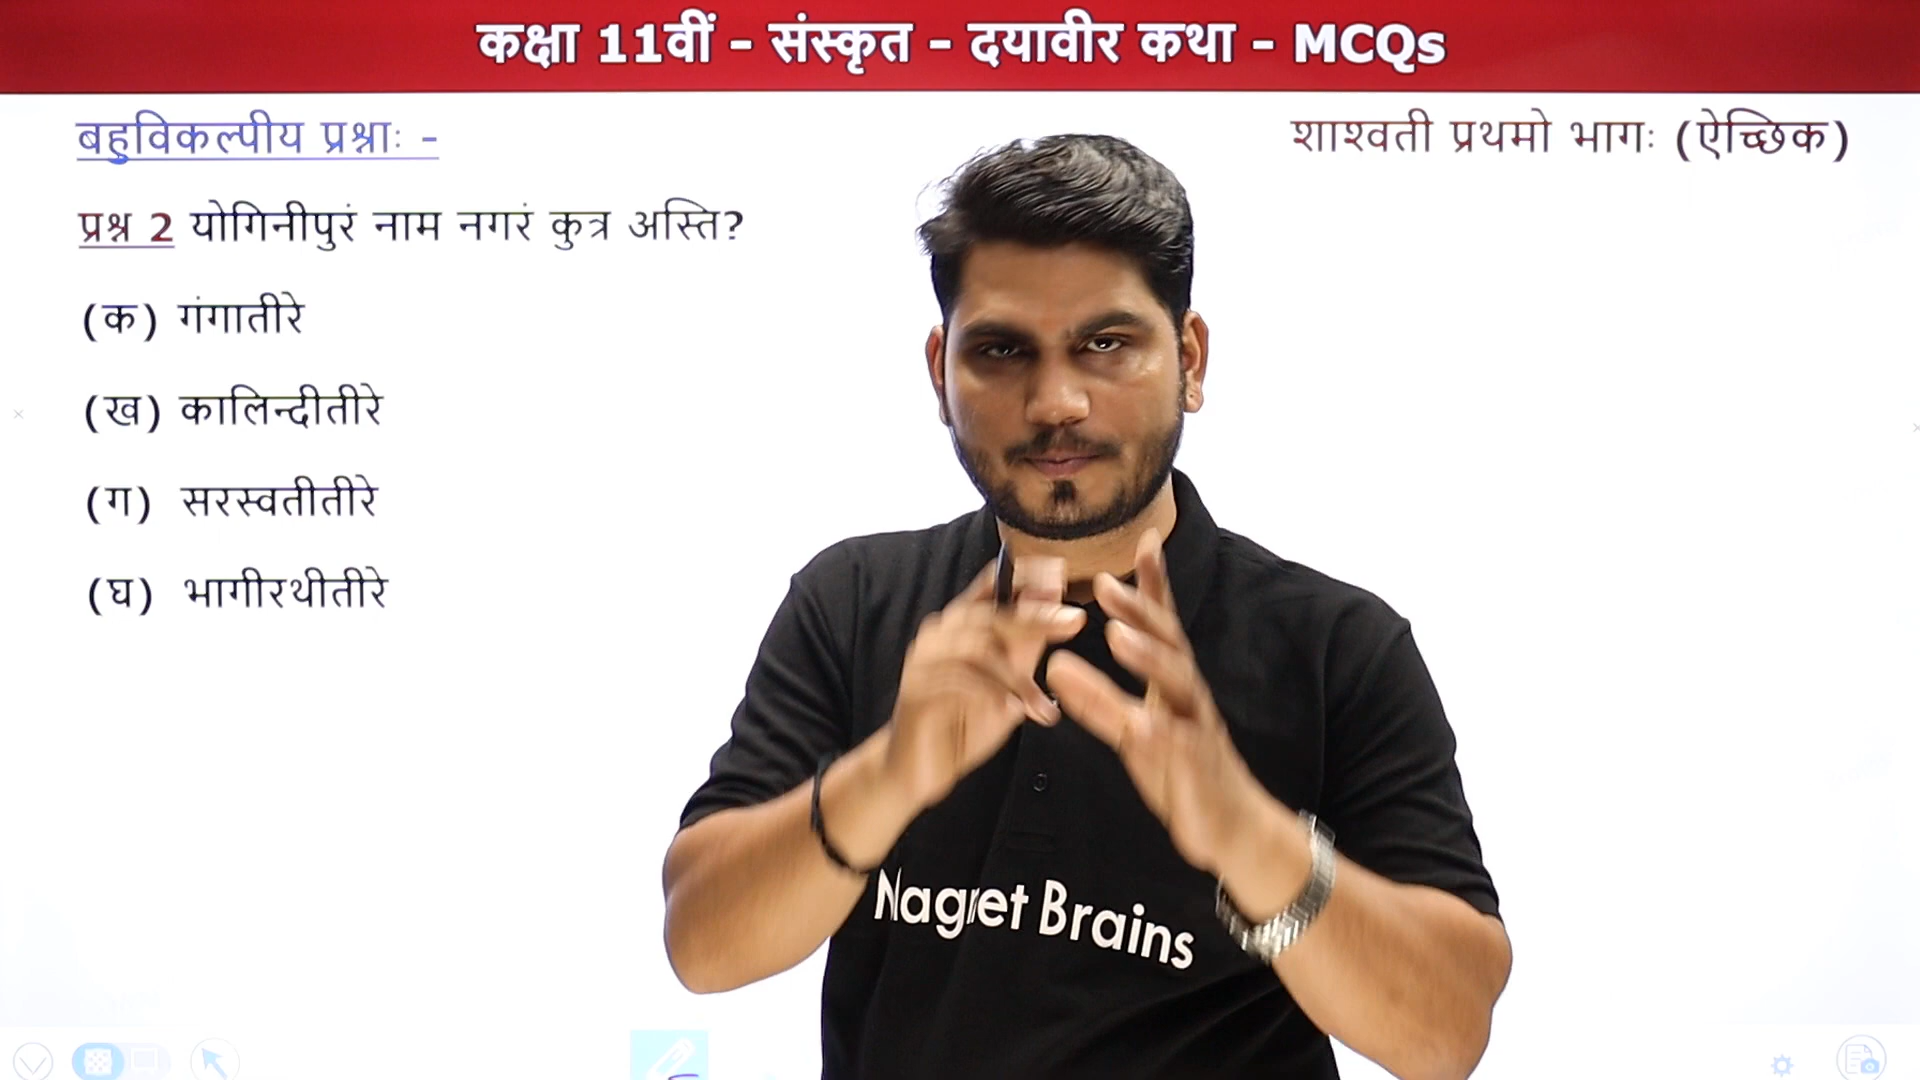 कक्षा 11वीं - संस्कृत - दयावीर कथा - MCQs
बहुविकल्पीय प्रश्नाः -
शाश्वती प्रथमो भागः (ऐच्छिक)
प्रश्न 2 योगिनीपुरं नाम नगरं कुत्र अस्ति?
(क) गंगातीरे
(ख) कालिन्दीतीरे
(ग) सरस्वतीतीरे
(घ) भागीरथीतीरे
Magnet Brains